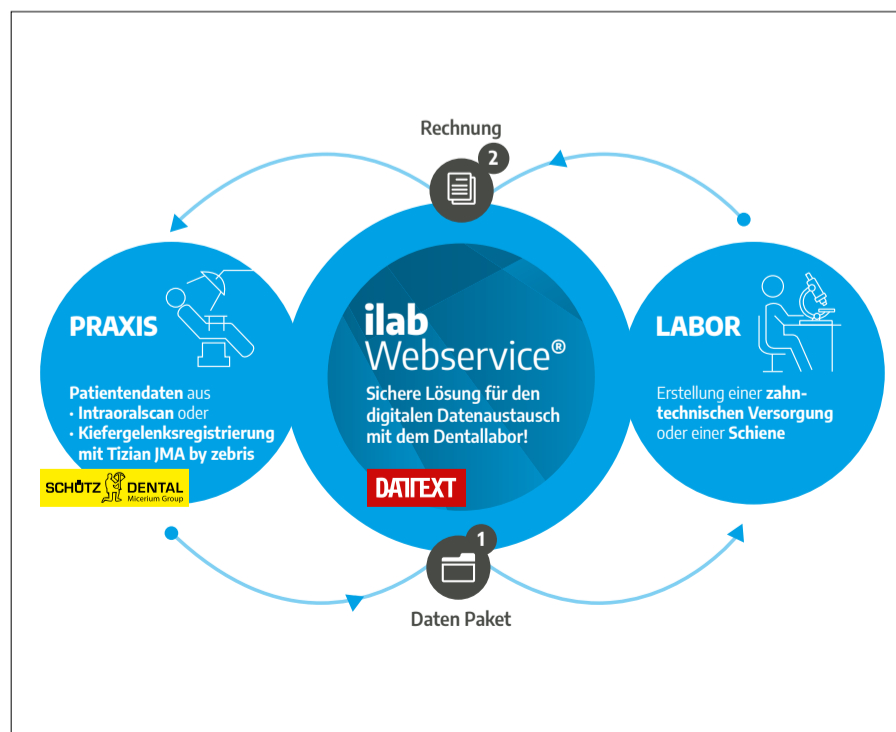 Rechnung
2
PRAXIS
Patientendaten aus
• Intraoralscan oder
• Kiefergelenksregistrierung
mit Tizian JMA by zebris
SCHÜTZ DENTAL
Micerium Group
ilab
Webservice®
Sichere Lösung für den
digitalen Datenaustausch
mit dem Dentallabor!
DATEXT
LABOR
Erstellung einer zahn-
technischen Versorgung
oder einer Schiene
1
Daten Paket